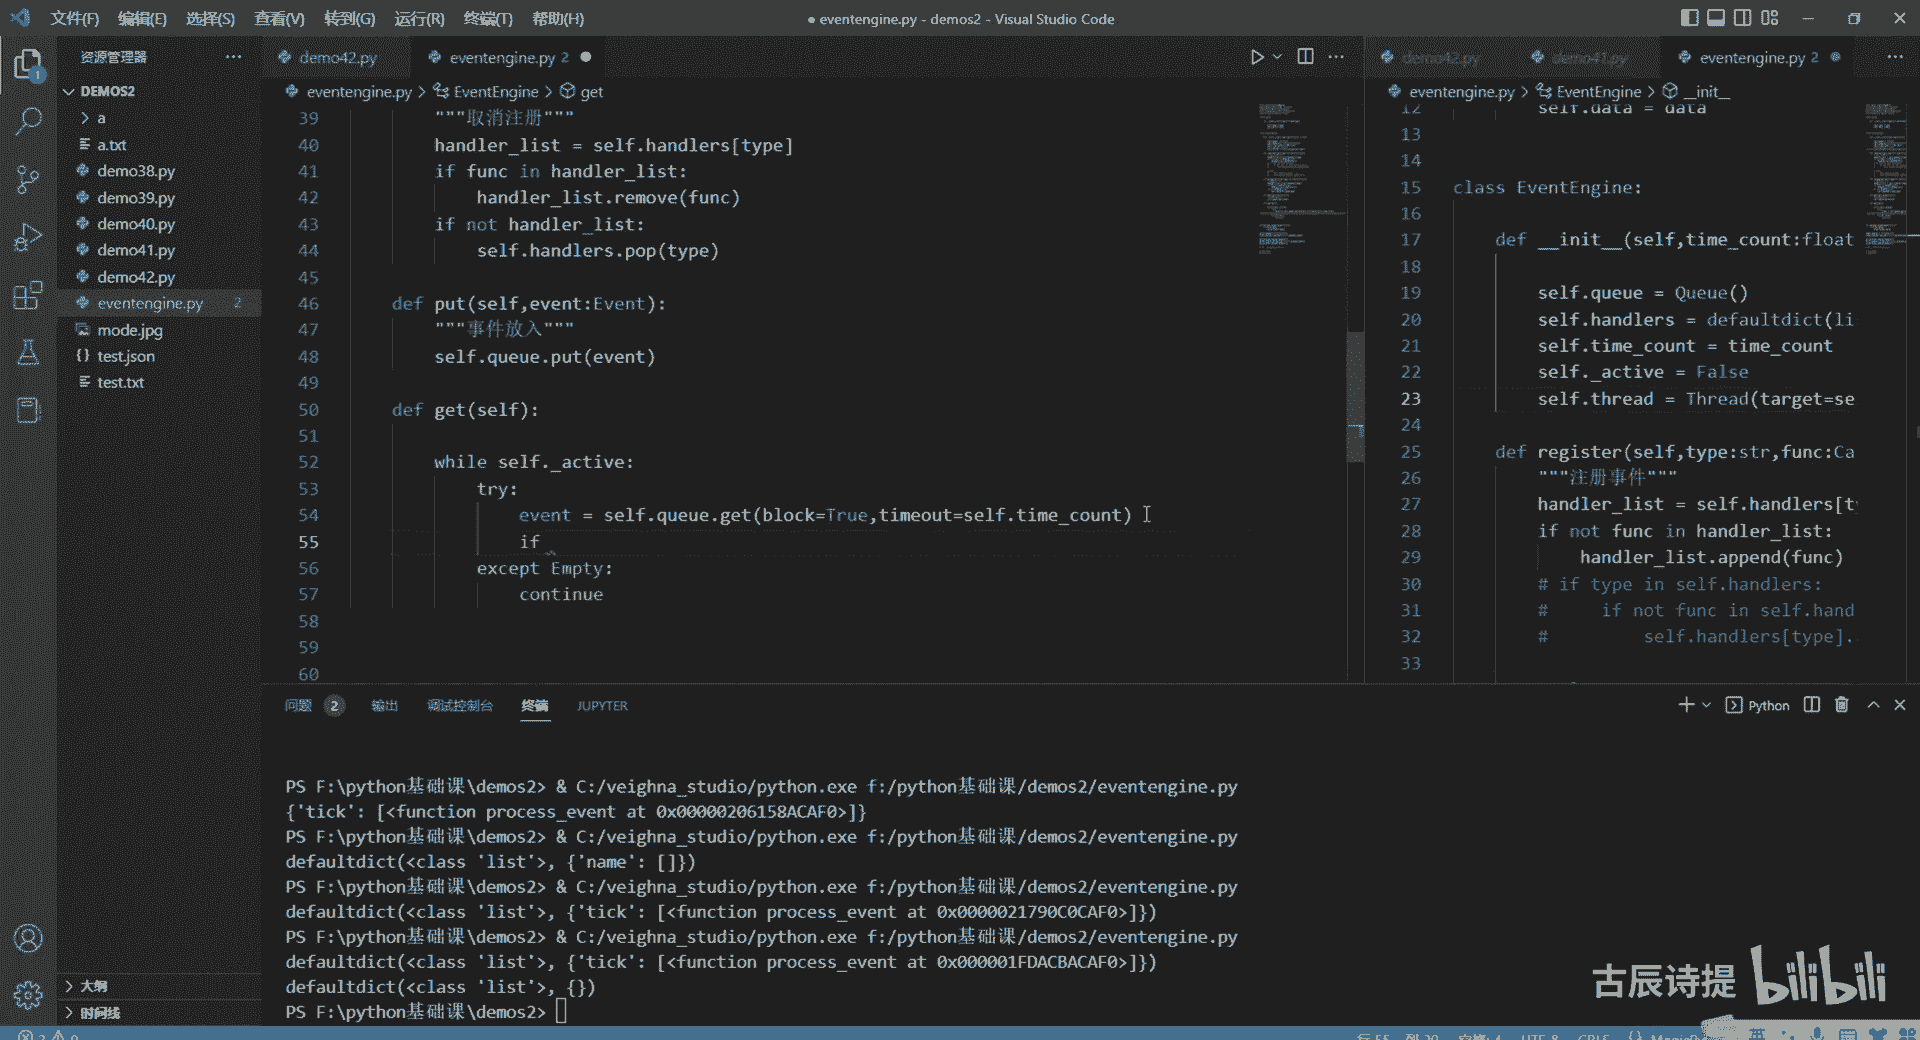 文件(F) 编辑(E) 选择(S) 查看(V) 转到(G) 运行(R) 终端(T) 帮助(H)
● eventengine.py - demos2 - Visual Studio Code
资源管理器
DEMOS2
a
a.txt
demo38.py
demo39.py
demo40.py
demo41.py
demo42.py
eventengine.py 2
mode.jpg
test.json
test.txt
大纲
时间线
1
demo42.py
eventengine.py 2
eventengine.py > EventEngine > get
39 """取消注册"""
40 handler_list = self.handlers[type]
41 if func in handler_list:
42 handler_list.remove(func)
43 if not handler_list:
44 self.handlers.pop(type)
45
46 def put(self,event:Event):
47 """事件放入"""
48 self.queue.put(event)
49
50 def get(self):
51
52 while self._active:
53 try:
54 event = self.queue.get(block=True,timeout=self.time_count)
55 if
56 except Empty:
57 continue
58
59
60
demo42.py
demo41.py
eventengine.py 2
eventengine.py > EventEngine > __init__
12 self.data = data
13
14
15 class EventEngine:
16
17 def __init__(self,time_count:float
18
19 self.queue = Queue()
20 self.handlers = defaultdict(li
21 self.time_count = time_count
22 self._active = False
23 self.thread = Thread(target=se
24
25 def register(self,type:str,func:Ca
26 """注册事件"""
27 handler_list = self.handlers[t
28 if not func in handler_list:
29 handler_list.append(func)
30 # if type in self.handlers:
31 # if not func in self.hand
32 # self.handlers[type].
33
问题 2 输出 调试控制台 终端 JUPYTER
Python
PS F:\python基础课\demos2> & C:/veighna_studio/python.exe f:/python基础课/demos2/eventengine.py
{'tick': [<function process_event at 0x00000206158ACAF0>]}
PS F:\python基础课\demos2> & C:/veighna_studio/python.exe f:/python基础课/demos2/eventengine.py
defaultdict(<class 'list'>, {'name': []})
PS F:\python基础课\demos2> & C:/veighna_studio/python.exe f:/python基础课/demos2/eventengine.py
defaultdict(<class 'list'>, {'tick': [<function process_event at 0x0000021790C0CAF0>]})
PS F:\python基础课\demos2> & C:/veighna_studio/python.exe f:/python基础课/demos2/eventengine.py
defaultdict(<class 'list'>, {'tick': [<function process_event at 0x000001FDACBACAF0>]})
defaultdict(<class 'list'>, {})
PS F:\python基础课\demos2>
古辰诗提 bilibili